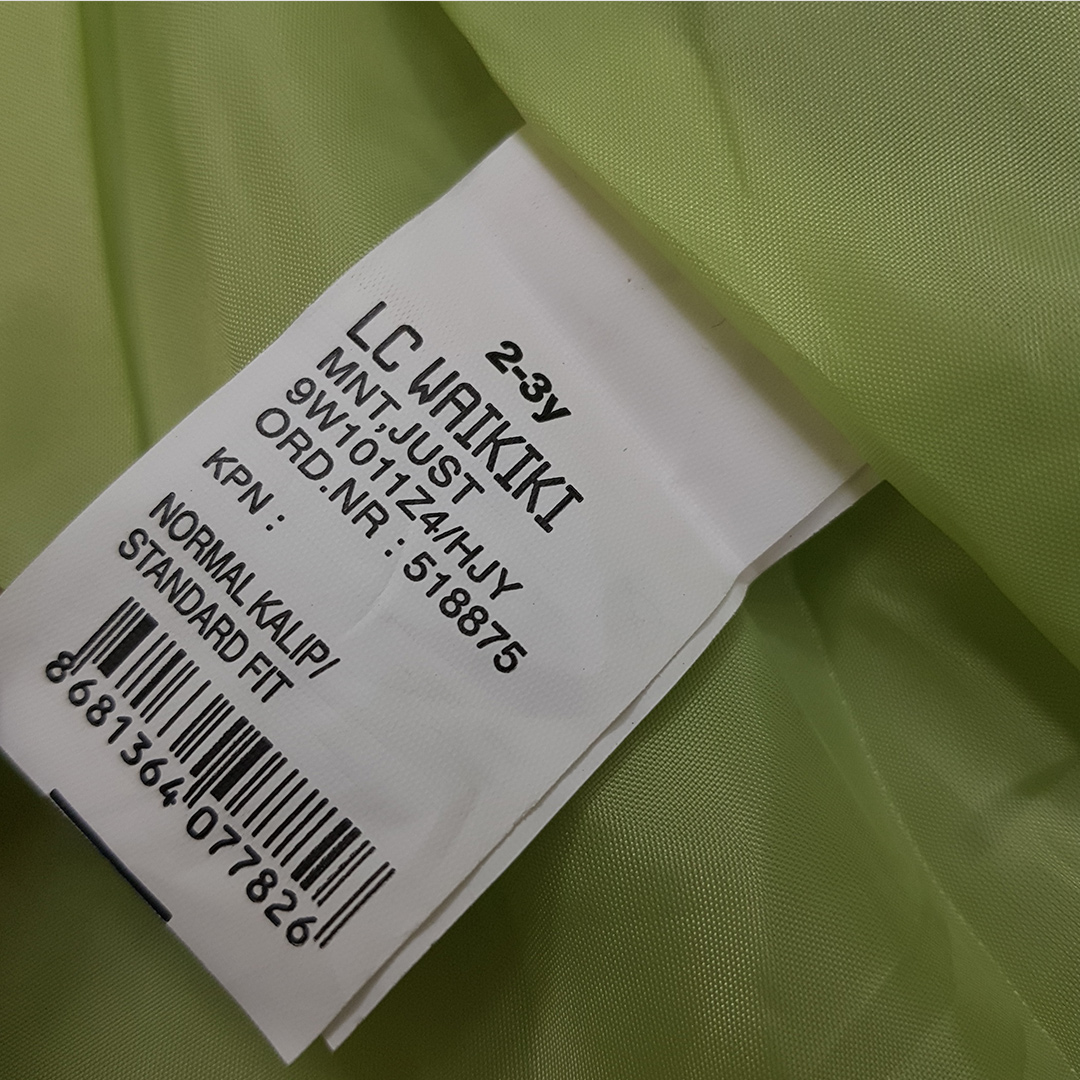 2-3y
LC WAIKIKI
MNT,JUST
9W1011Z4/HJY
ORD.NR : 518875
KPN :
NORMAL KALIP/
STANDARD FIT
8681364077826